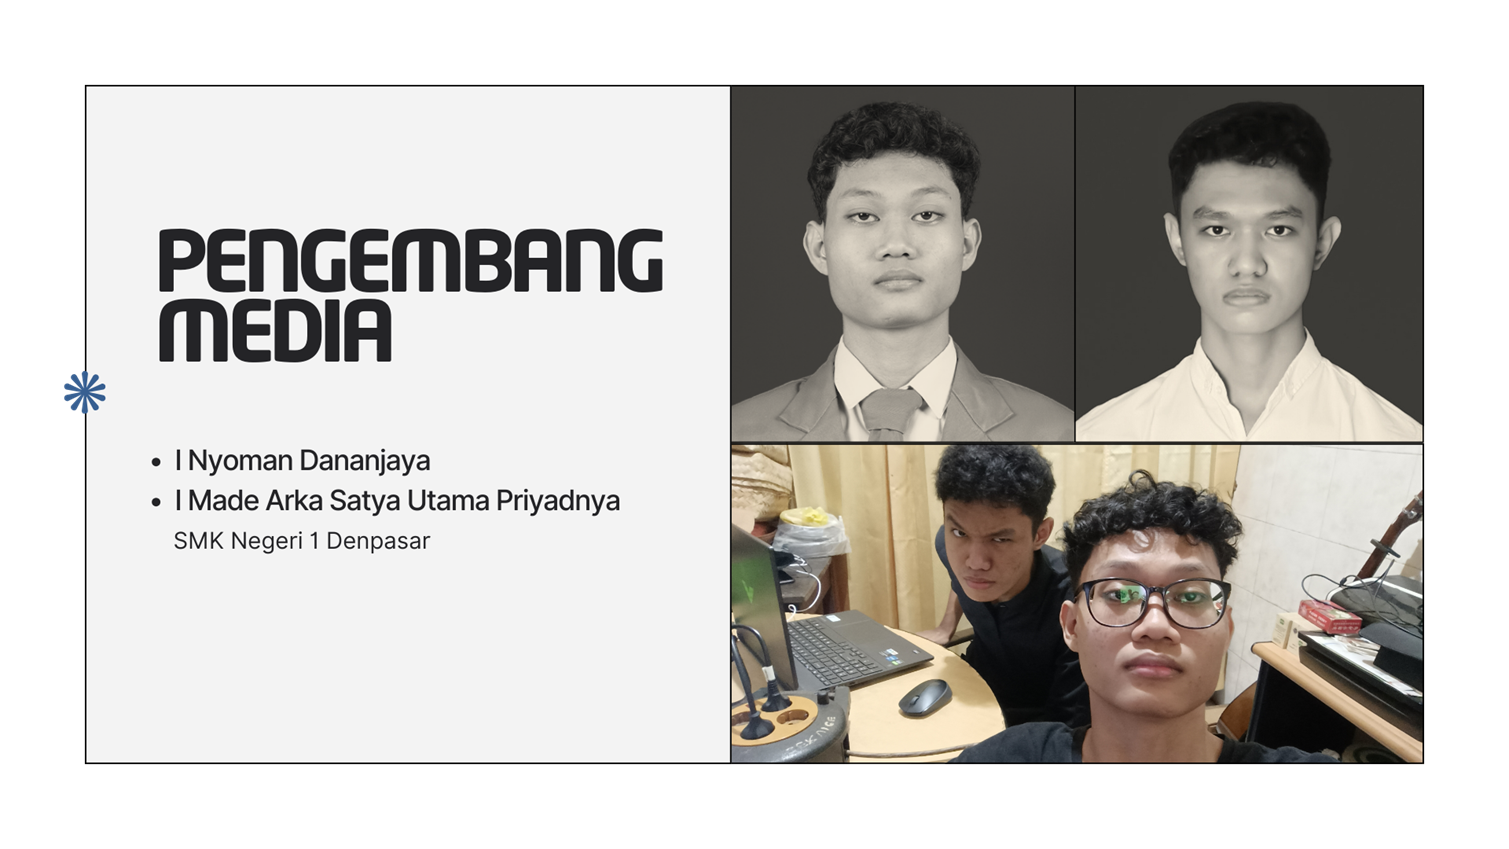 PENGEMBANG
MEDIA
• I Nyoman Dananjaya
• I Made Arka Satya Utama Priyadnya
SMK Negeri 1 Denpasar